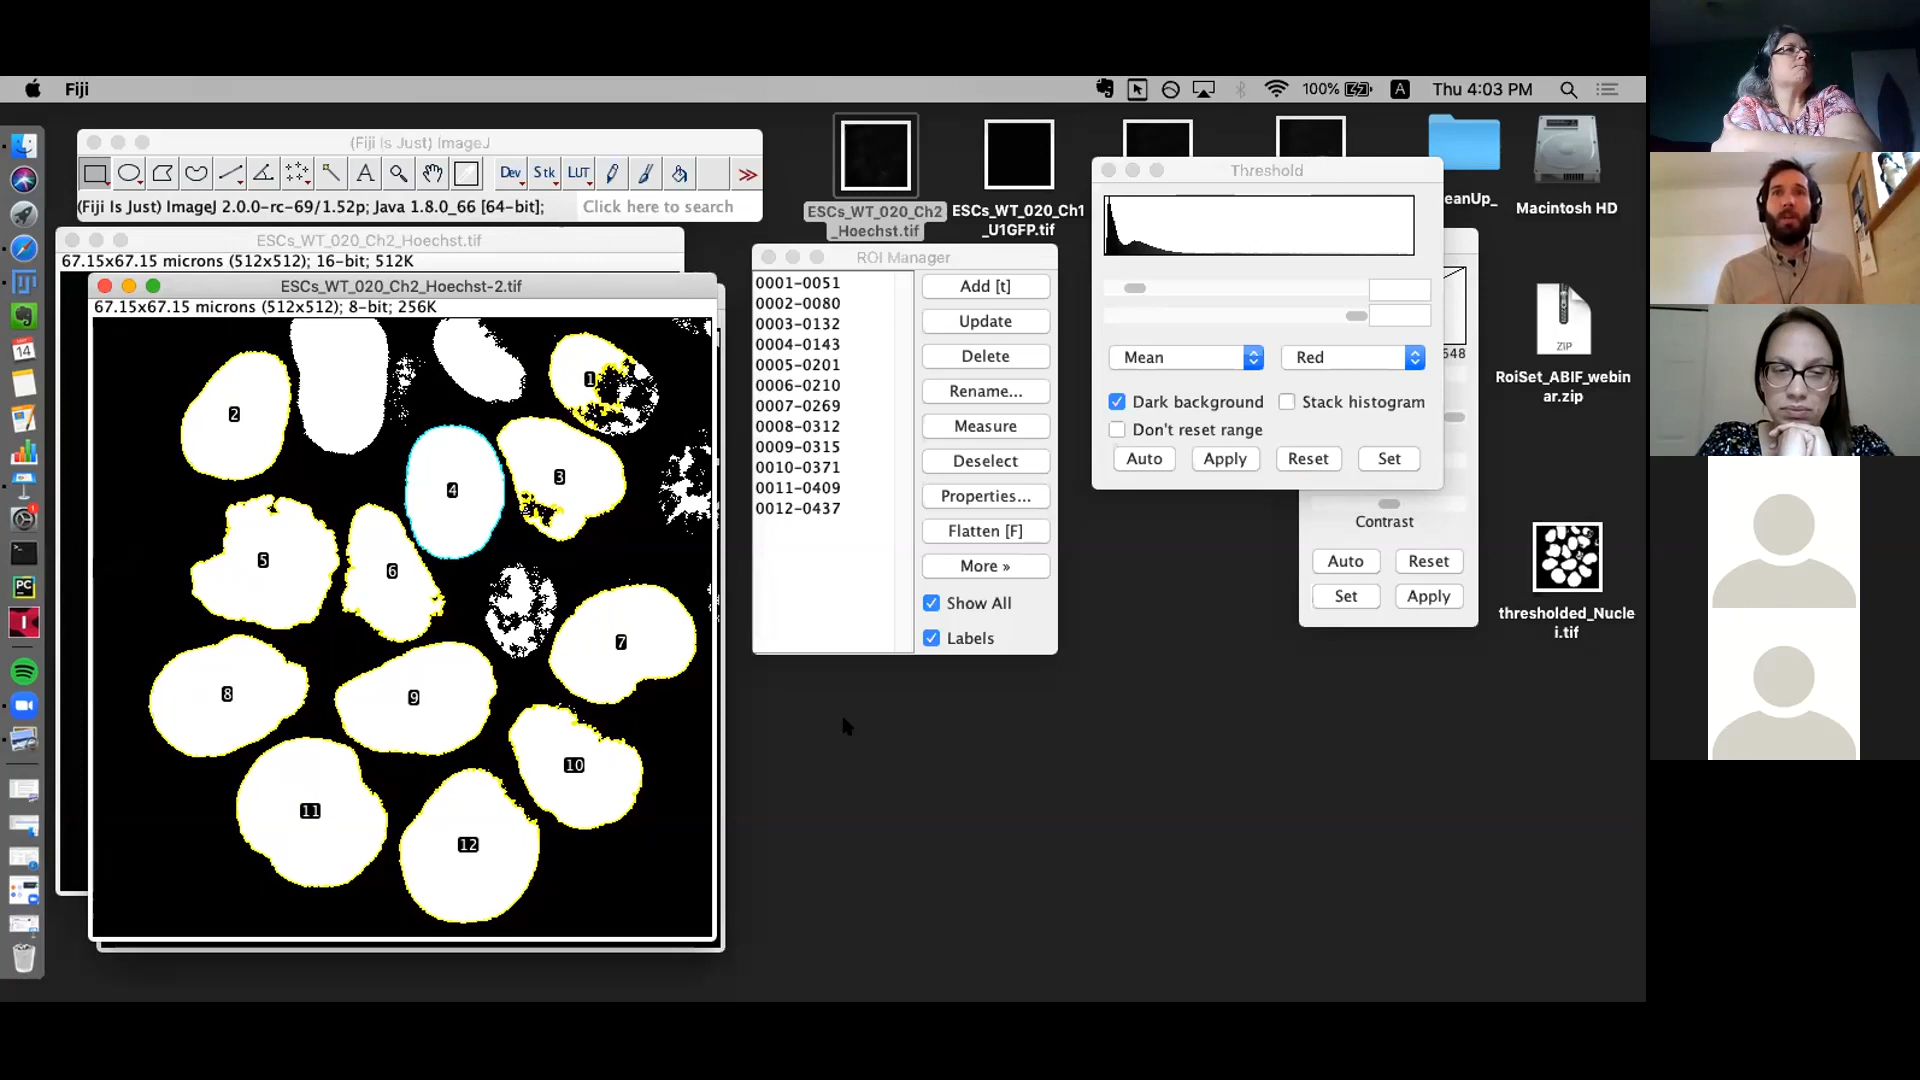 Fiji
100%
A
Thu 4:03 PM
(Fiji Is Just) ImageJ
Dev Stk LUT
(Fiji Is Just) ImageJ 2.0.0-rc-69/1.52p; Java 1.8.0_66 [64-bit];
Click here to search
ESCs_WT_020_Ch2
_Hoechst.tif
ESCs_WT_020_Ch1
_U1GFP.tif
eanUp_
Macintosh HD
ESCs_WT_020_Ch2_Hoechst.tif
67.15x67.15 microns (512x512); 16-bit; 512K
ESCs_WT_020_Ch2_Hoechst-2.tif
67.15x67.15 microns (512x512); 8-bit; 256K
1
2
3
4
5
6
7
8
9
10
11
12
ROI Manager
0001-0051
0002-0080
0003-0132
0004-0143
0005-0201
0006-0210
0007-0269
0008-0312
0009-0315
0010-0371
0011-0409
0012-0437
Add [t]
Update
Delete
Rename...
Measure
Deselect
Properties...
Flatten [F]
More »
Show All
Labels
Threshold
Mean
Red
Dark background
Stack histogram
Don't reset range
Auto
Apply
Reset
Set
548
Contrast
Auto
Reset
Set
Apply
ZIP
RoiSet_ABIF_webin
ar.zip
thresholded_Nucle
i.tif
14
PC
1